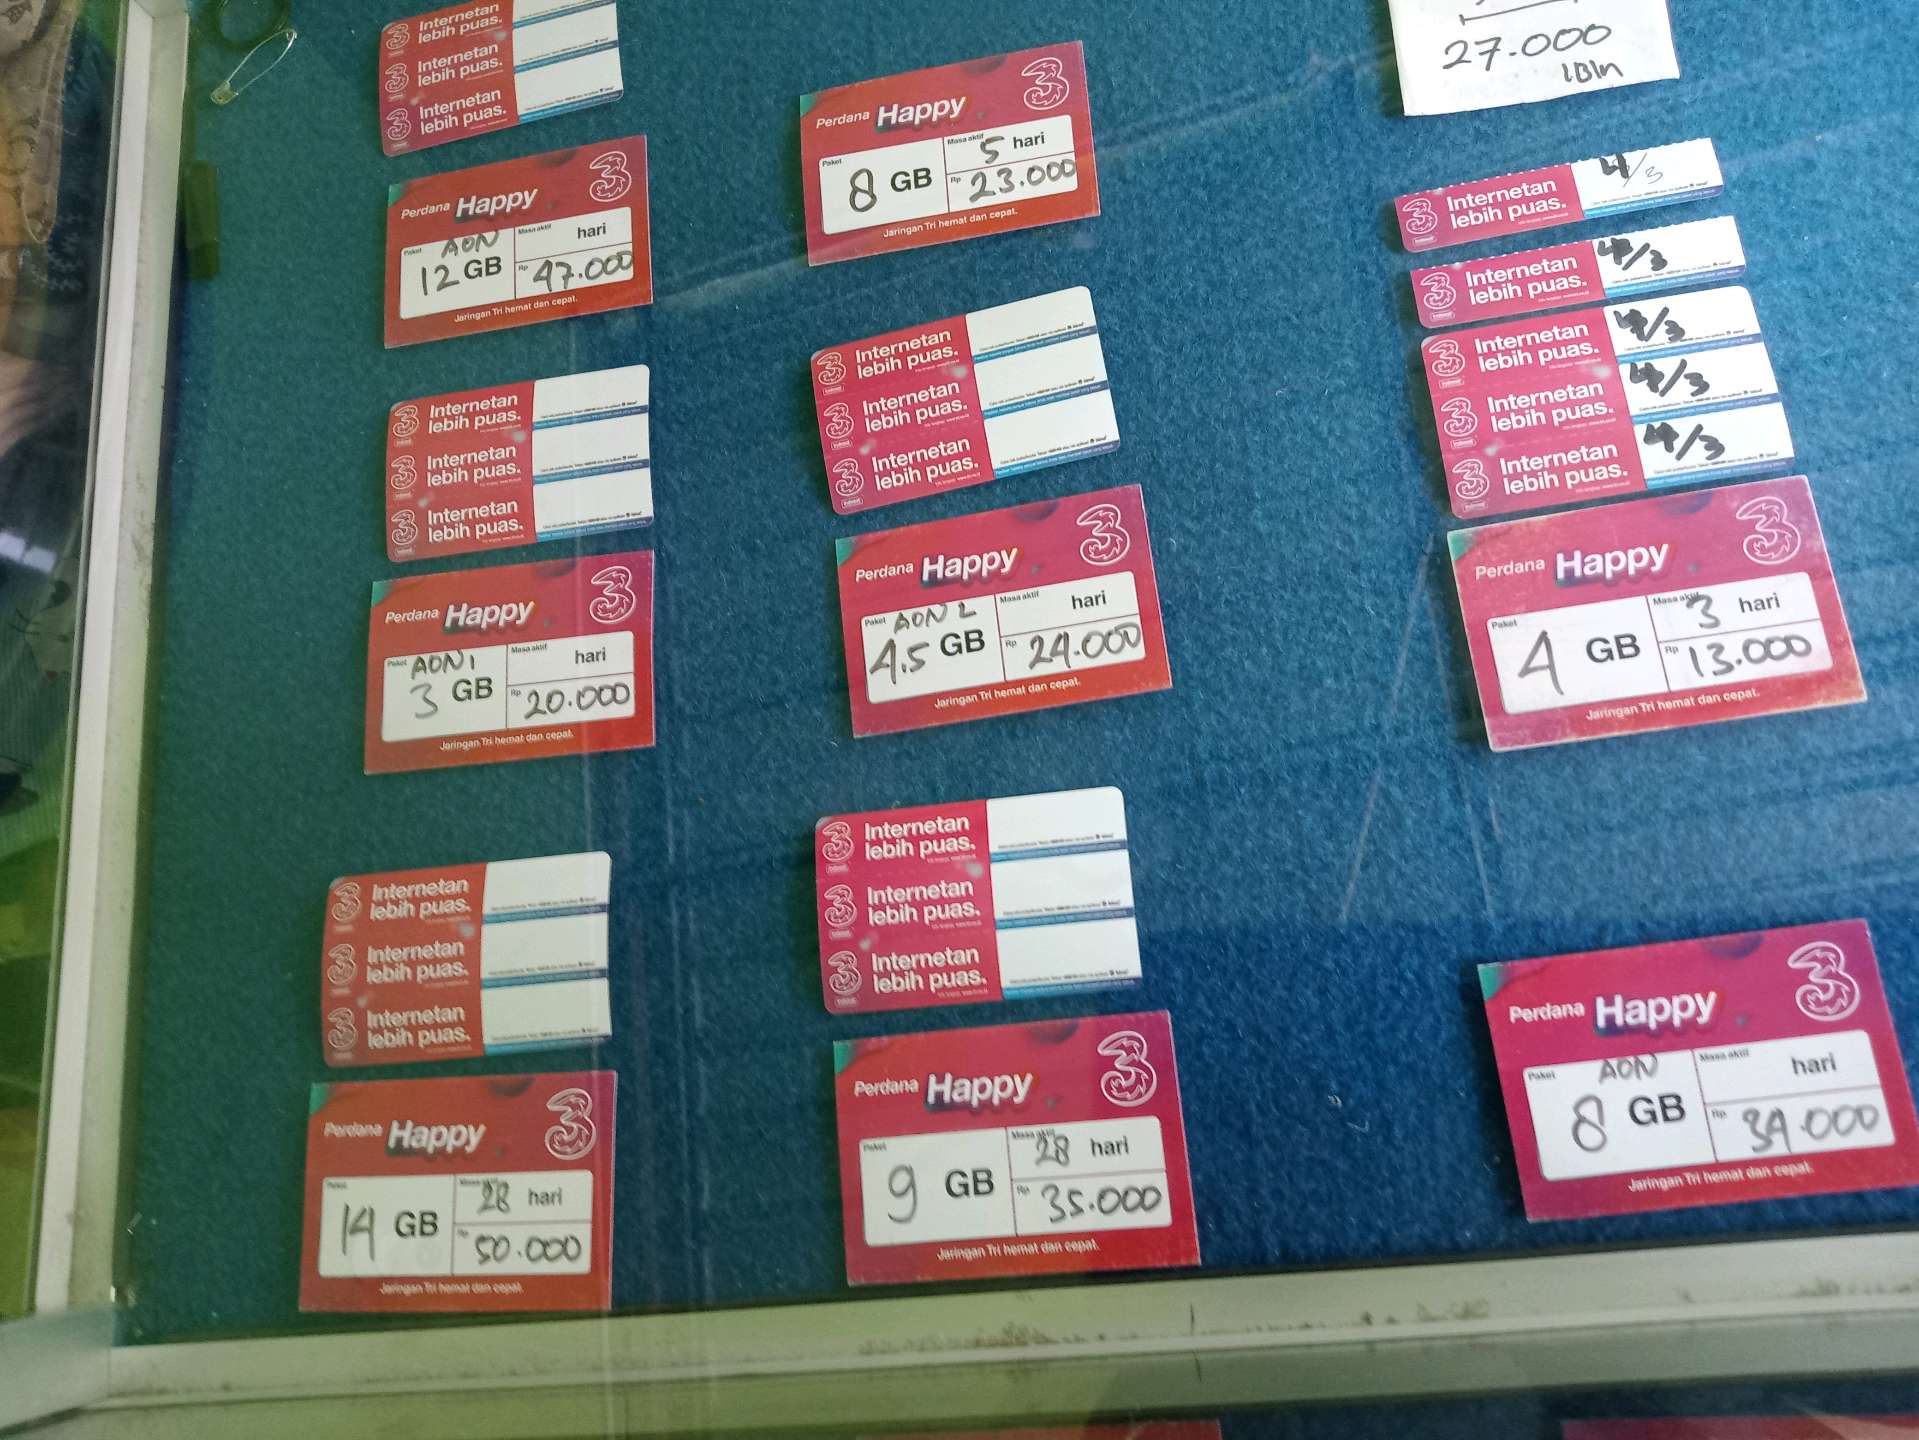 Internetan
lebih puas.
Internetan
lebih puas.
Internetan
lebih puas.
Perdana Happy 3
Paket AON
12 GB
Masa aktif hari
Rp 47.000
Jaringan Tri hemat dan cepat.
Perdana Happy 3
Paket
8 GB
Masa aktif 5 hari
Rp 23.000
Jaringan Tri hemat dan cepat.
27.000
1Bln
Internetan
lebih puas.
4/3
Internetan
lebih puas.
4/3
Internetan
lebih puas.
4/3
Internetan
lebih puas.
4/3
Internetan
lebih puas.
4/3
Internetan
lebih puas.
Internetan
lebih puas.
Internetan
lebih puas.
Perdana Happy 3
Paket AON 1
3 GB
Masa aktif hari
Rp 20.000
Jaringan Tri hemat dan cepat.
Internetan
lebih puas.
Internetan
lebih puas.
Internetan
lebih puas.
Perdana Happy 3
Paket AON 2
4.5 GB
Masa aktif hari
Rp 24.000
Jaringan Tri hemat dan cepat.
Perdana Happy 3
Paket
4 GB
Masa aktif 3 hari
Rp 13.000
Jaringan Tri hemat dan cepat.
Internetan
lebih puas.
Internetan
lebih puas.
Internetan
lebih puas.
Perdana Happy 3
Paket
14 GB
Masa aktif 28 hari
Rp 50.000
Jaringan Tri hemat dan cepat.
Internetan
lebih puas.
Internetan
lebih puas.
Internetan
lebih puas.
Perdana Happy 3
Paket
9 GB
Masa aktif 28 hari
Rp 35.000
Jaringan Tri hemat dan cepat.
Perdana Happy 3
Paket AON
8 GB
Masa aktif hari
Rp 34.000
Jaringan Tri hemat dan cepat.